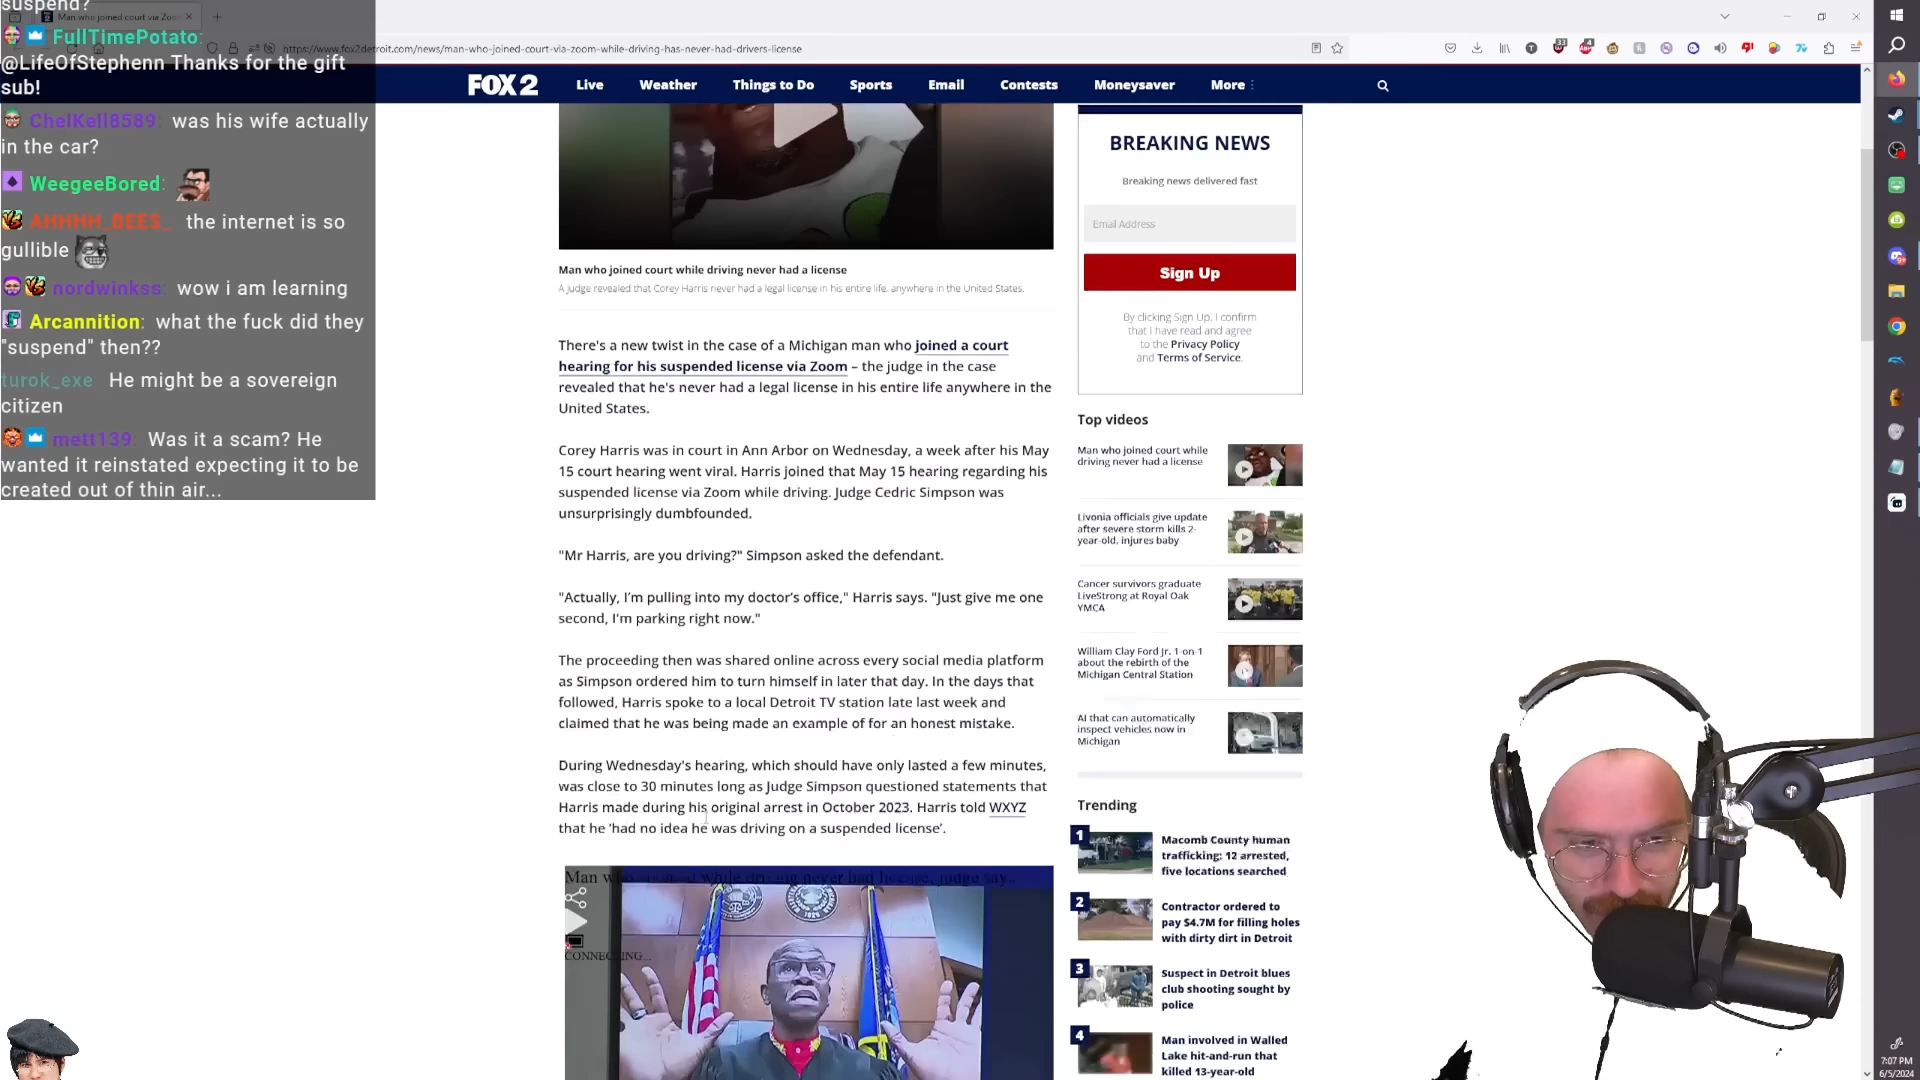 suspend?
FullTimePotato:
@LifeOfStephenn Thanks for the gift
sub!
ChelKell8589: was his wife actually
in the car?
WeegeeBored:
AHHHH_BEES_ the internet is so
gullible
nordwinkss: wow i am learning
Arcannition: what the fuck did they
"suspend" then??
turok_exe He might be a sovereign
citizen
mett139: Was it a scam? He
wanted it reinstated expecting it to be
created out of thin air...
Man who joined court via Zoo
https://www.fox2detroit.com/news/man-who-joined-court-via-zoom-while-driving-has-never-had-drivers-license
FOX 2 Live Weather Things to Do Sports Email Contests Moneysaver More
Man who joined court while driving never had a license
A judge revealed that Corey Harris never had a legal license in his entire life, anywhere in the United States.
There's a new twist in the case of a Michigan man who joined a court
hearing for his suspended license via Zoom – the judge in the case
revealed that he's never had a legal license in his entire life anywhere in the
United States.
Corey Harris was in court in Ann Arbor on Wednesday, a week after his May
15 court hearing went viral. Harris joined that May 15 hearing regarding his
suspended license via Zoom while driving. Judge Cedric Simpson was
unsurprisingly dumbfounded.
"Mr Harris, are you driving?" Simpson asked the defendant.
"Actually, I'm pulling into my doctor's office," Harris says. "Just give me one
second, I'm parking right now."
The proceeding then was shared online across every social media platform
as Simpson ordered him to turn himself in later that day. In the days that
followed, Harris spoke to a local Detroit TV station late last week and
claimed that he was being made an example of for an honest mistake.
During Wednesday's hearing, which should have only lasted a few minutes,
was close to 30 minutes long as Judge Simpson questioned statements that
Harris made during his original arrest in October 2023. Harris told WXYZ
that he 'had no idea he was driving on a suspended license'.
Man who joined while driving never had license, judge say...
CONNECTING...
BREAKING NEWS
Breaking news delivered fast
Email Address
Sign Up
By clicking Sign Up, I confirm
that I have read and agree
to the Privacy Policy
and Terms of Service.
Top videos
Man who joined court while
driving never had a license
Livonia officials give update
after severe storm kills 2-
year-old, injures baby
Cancer survivors graduate
LiveStrong at Royal Oak
YMCA
William Clay Ford Jr. 1-on-1
about the rebirth of the
Michigan Central Station
AI that can automatically
inspect vehicles now in
Michigan
Trending
1
Macomb County human
trafficking: 12 arrested,
five locations searched
2
Contractor ordered to
pay $4.7M for filling holes
with dirty dirt in Detroit
3
Suspect in Detroit blues
club shooting sought by
police
4
Man involved in Walled
Lake hit-and-run that
killed 13-year-old
7:07 PM
6/5/2024